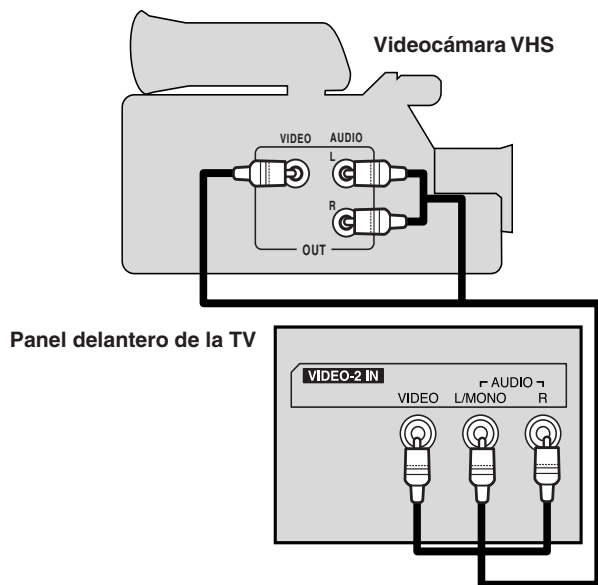 Videocámara VHS
VIDEO AUDIO
L
R
OUT
Panel delantero de la TV
VIDEO-2 IN
AUDIO
VIDEO L/MONO R